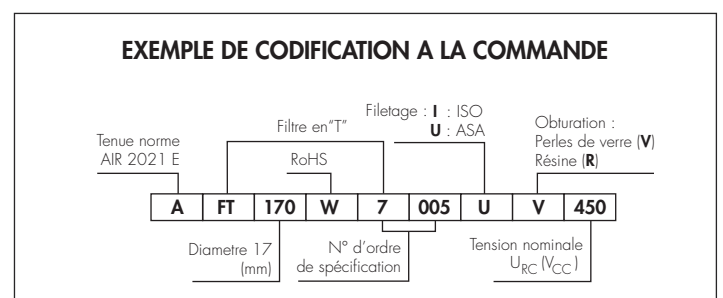 EXEMPLE DE CODIFICATION A LA COMMANDE
Tenue norme
AIR 2021 E
Filtre en"T"
RoHS
Filetage : I : ISO
U : ASA
Obturation :
Perles de verre (V)
Résine (R)
A FT 170 W 7 005 U V 450
Diametre 17
(mm)
N° d'ordre
de spécification
Tension nominale
URC (VCC)